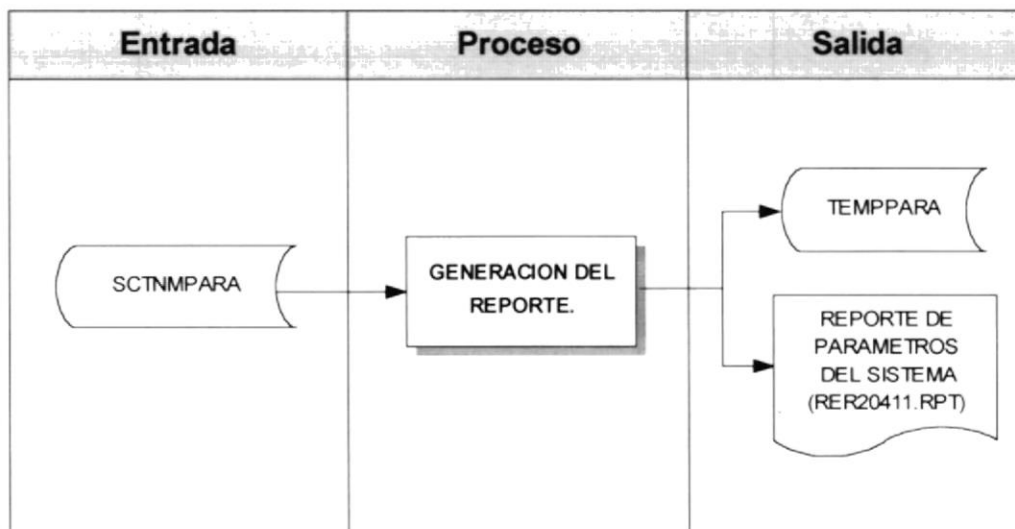 Entrada
Proceso
Salida
SCTNMPARA
GENERACION DEL
REPORTE.
TEMPPARA
REPORTE DE
PARAMETROS
DEL SISTEMA
(RER20411.RPT)